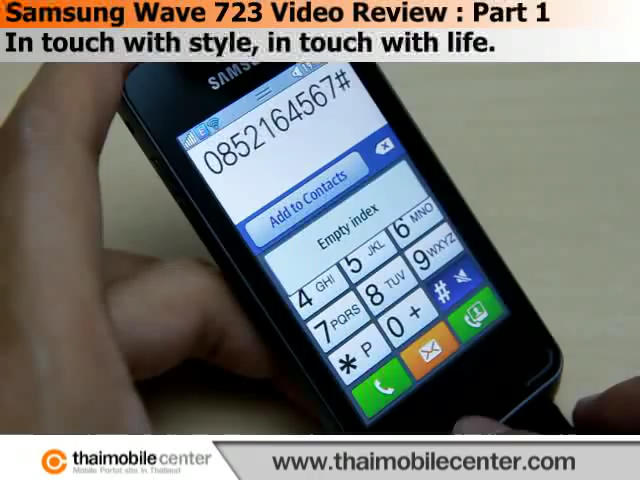 Samsung Wave 723 Video Review : Part 1
In touch with style, in touch with life.
SAMSUNG
E
0852164567#
Add to Contacts
Empty index
4 GHI 5 JKL 6 MNO
7 PQRS 8 TUV 9 WXYZ
* P 0 + #
thaimobilecenter
Mobile Portal site in Thailand
www.thaimobilecenter.com